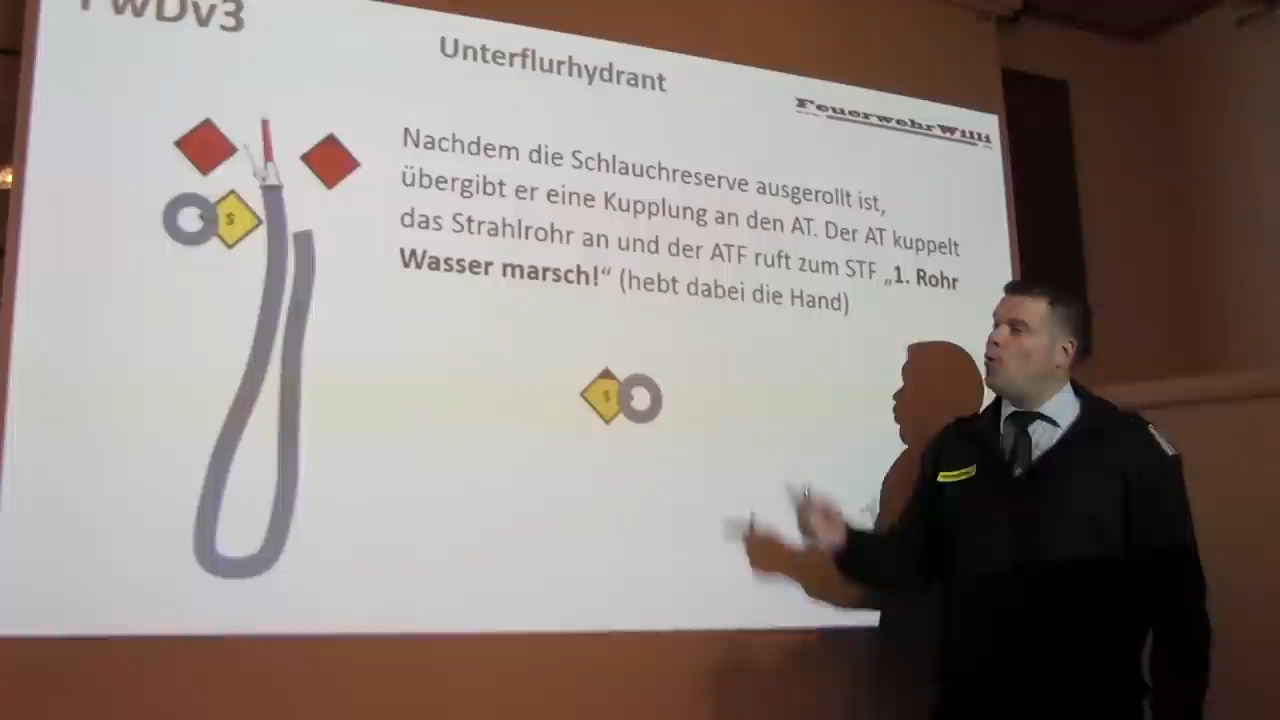 FwDv3
Unterflurhydrant
FeuerwehrWilli
Nachdem die Schlauchreserve ausgerollt ist,
übergibt er eine Kupplung an den AT. Der AT kuppelt
das Strahlrohr an und der ATF ruft zum STF „1. Rohr
Wasser marsch!“ (hebt dabei die Hand)
S
S